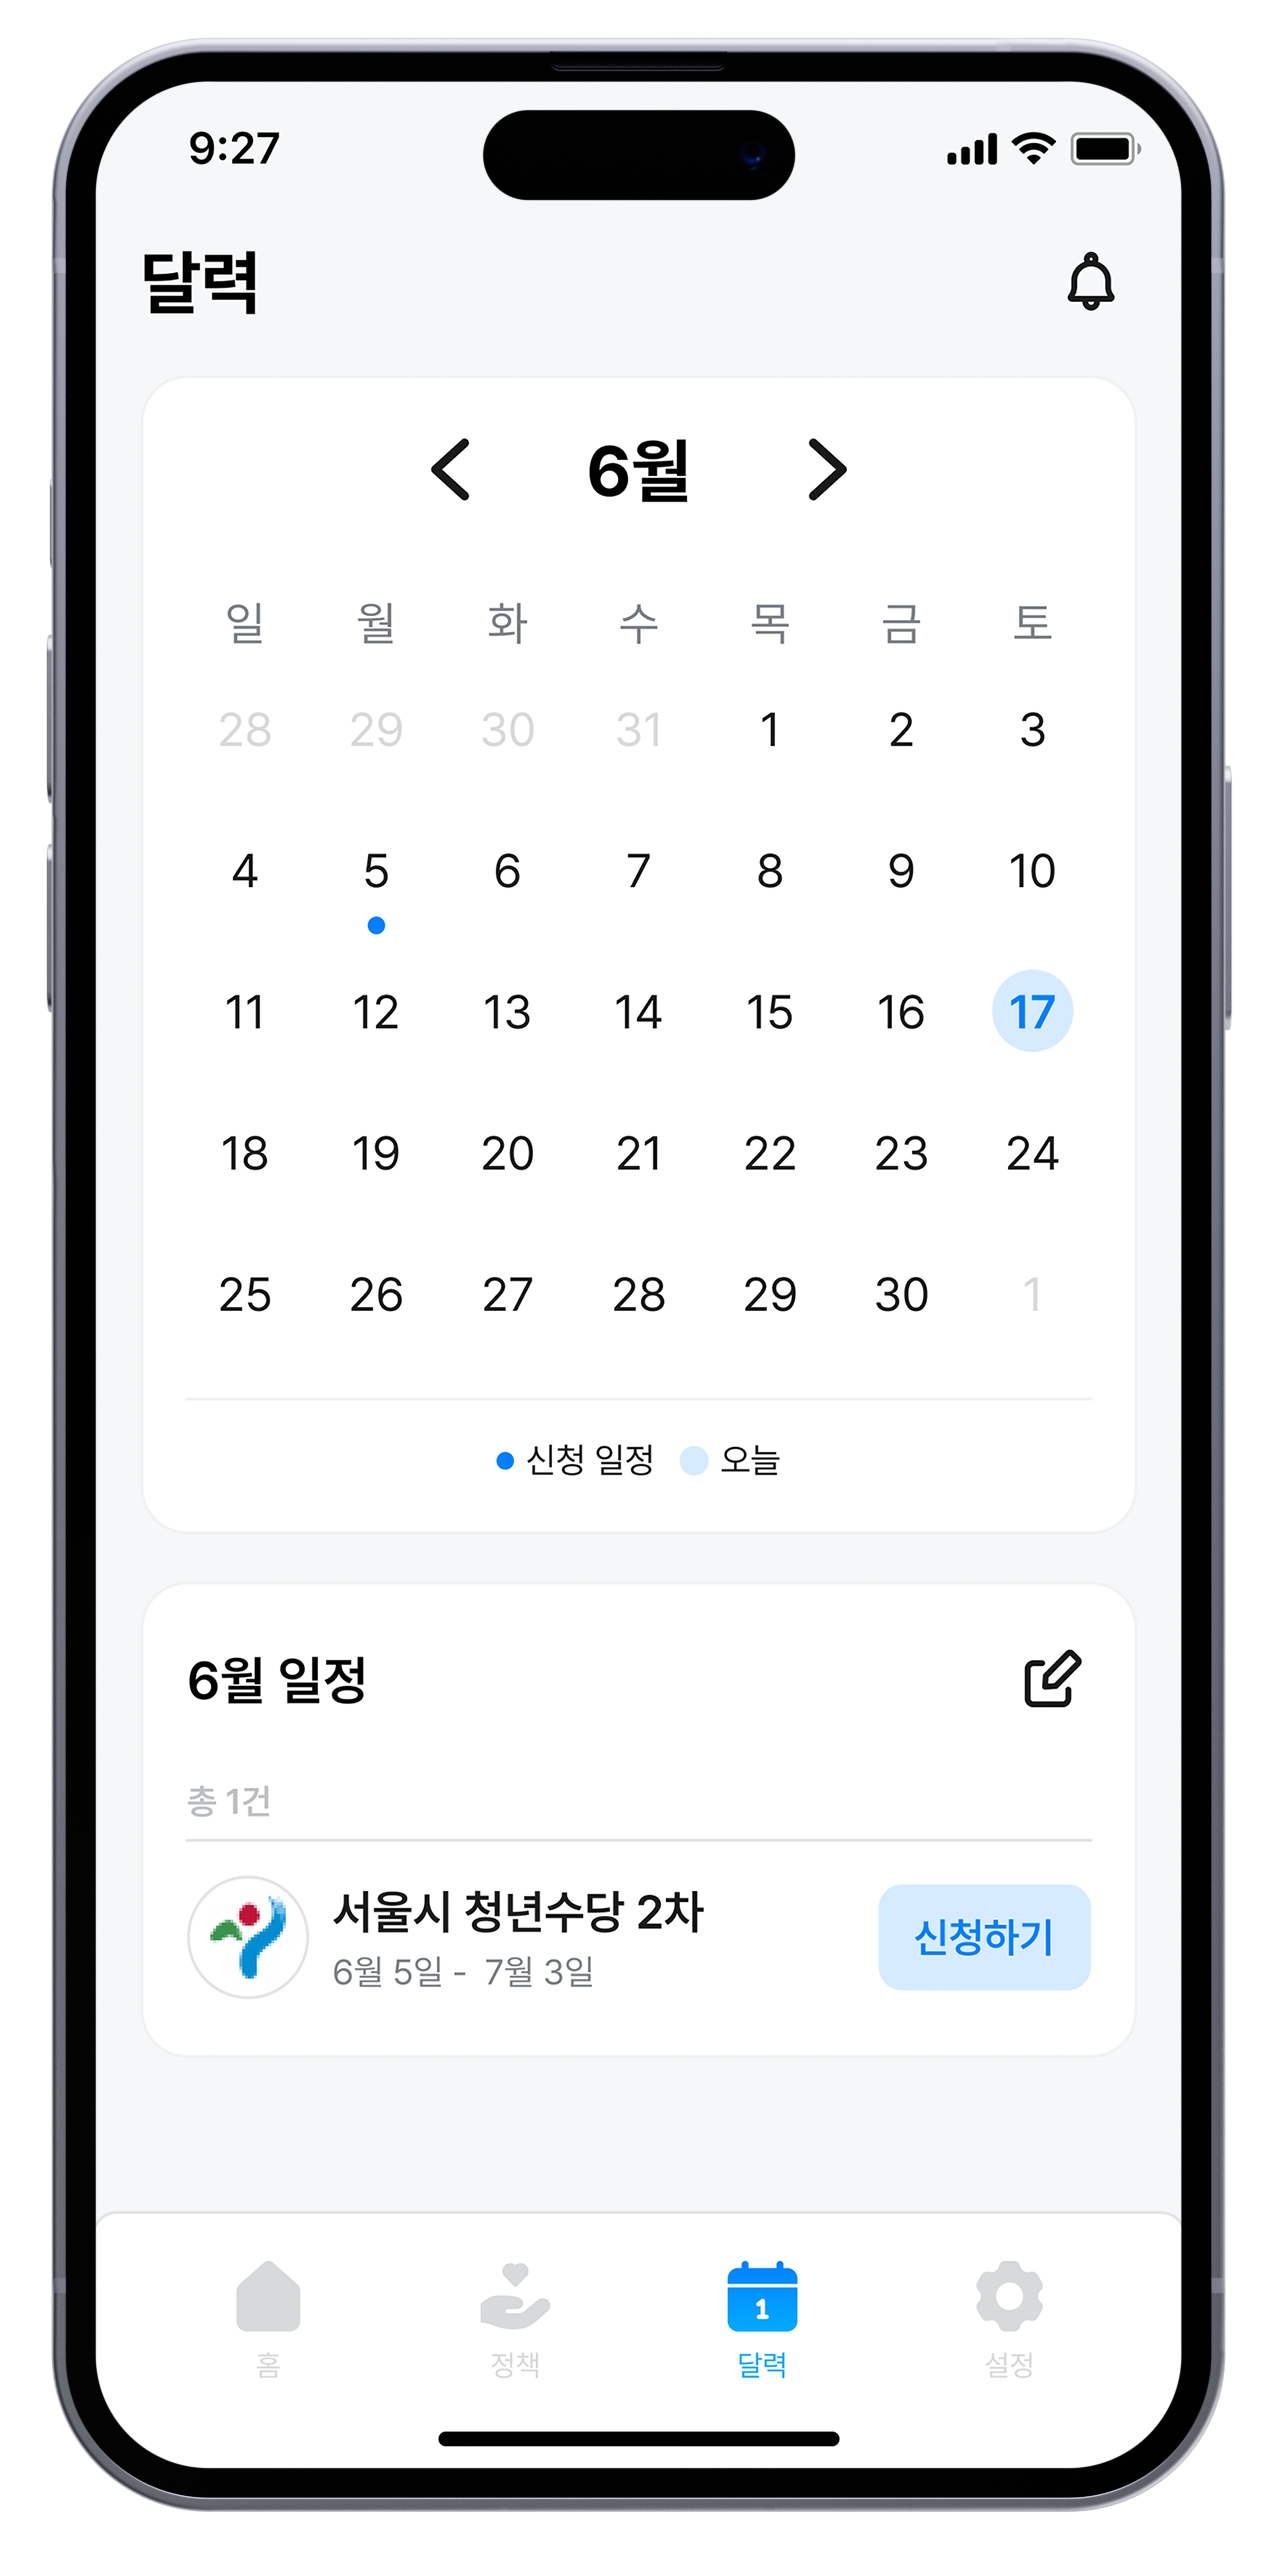 9:27
달력
6월
일 월 화 수 목 금 토
28 29 30 31 1 2 3
4 5 6 7 8 9 10
11 12 13 14 15 16 17
18 19 20 21 22 23 24
25 26 27 28 29 30 1
신청 일정 오늘
6월 일정
총 1건
서울시 청년수당 2차
6월 5일 - 7월 3일
신청하기
1
홈 정책 달력 설정